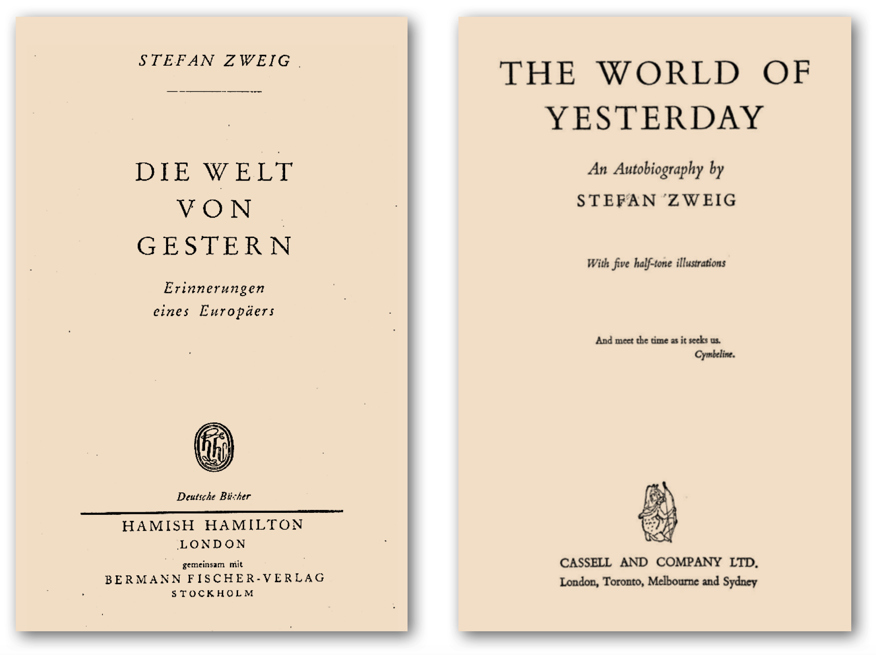 STEFAN ZWEIG
DIE WELT
VON
GESTERN
Erinnerungen
eines Europäers
hhc
Deutsche Bücher
HAMISH HAMILTON
LONDON
gemeinsam mit
BERMANN FISCHER-VERLAG
STOCKHOLM
THE WORLD OF
YESTERDAY
An Autobiography by
STEFAN ZWEIG
With five half-tone illustrations
And meet the time as it seeks us.
Cymbeline.
CASSELL AND COMPANY LTD.
London, Toronto, Melbourne and Sydney